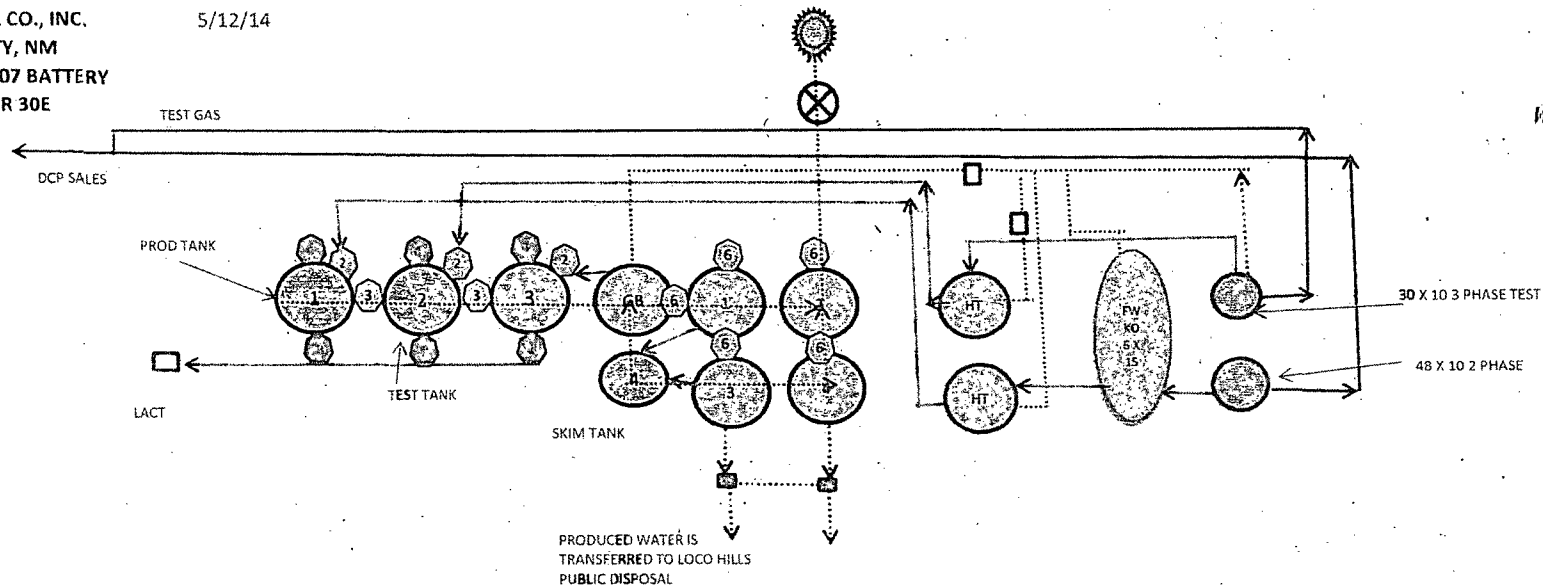 CO., INC.
5/12/14
TY, NM
07 BATTERY
R 30E
TEST GAS
DCP SALES
PROD TANK
1
2
3
2
2
2
3
3
6
6
6
6
6
1
3
HT
HT
FW
KO
6 X
15
30 X 10 3 PHASE TEST
48 X 10 2 PHASE
TEST TANK
LACT
SKIM TANK
PRODUCED WATER IS
TRANSFERRED TO LOCO HILLS
PUBLIC DISPOSAL